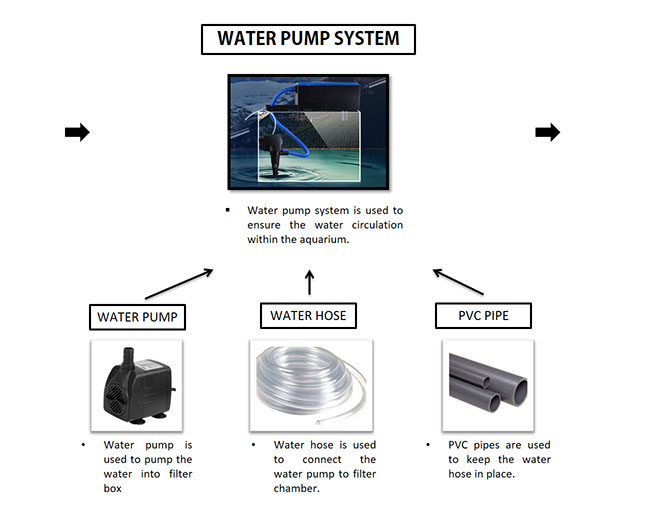 WATER PUMP SYSTEM
▪ Water pump system is used to
ensure the water circulation
within the aquarium.
WATER PUMP
WATER HOSE
PVC PIPE
• Water pump is
used to pump the
water into filter
box
• Water hose is used
to connect the
water pump to filter
chamber.
• PVC pipes are used
to keep the water
hose in place.